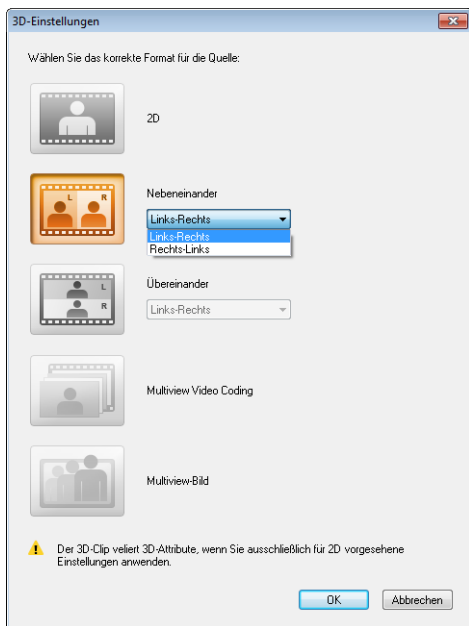 3D-Einstellungen
Wählen Sie das korrekte Format für die Quelle:
2D
L R
Nebeneinander
Links-Rechts
Links-Rechts
Rechts-Links
L
R
Übereinander
Links-Rechts
Multiview Video Coding
Multiview-Bild
Der 3D-Clip veliert 3D-Attribute, wenn Sie ausschließlich für 2D vorgesehene
Einstellungen anwenden.
OK Abbrechen